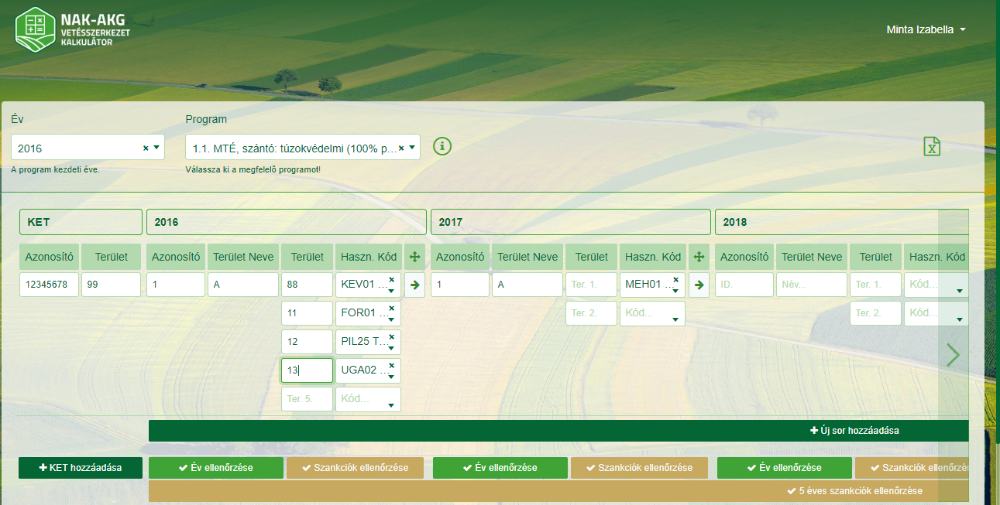 NAK-AKG
VETÉSSZERKEZET
KALKULÁTOR
Minta Izabella
Év
Program
2016
1.1. MTÉ, szántó: túzokvédelmi (100% p...
A program kezdeti éve.
Válassza ki a megfelelő programot!
KET 2016 2017 2018
Azonosító Terület Azonosító Terület Neve Terület Haszn. Kód Azonosító Terület Neve Terület Haszn. Kód Azonosító Terület Neve Terület Haszn. Kód
12345678 99 1 A 88 KEV01 ... 1 A Ter. 1. MEH01 ... ID. Név... Ter. 1. Kód...
11 FOR01 ... Ter. 2. Kód... Ter. 2. Kód...
12 PIL25 T...
13 UGA02 ...
Ter. 5. Kód...
Új sor hozzáadása
KET hozzáadása Év ellenőrzése Szankciók ellenőrzése Év ellenőrzése Szankciók ellenőrzése Év ellenőrzése Szankciók ellenőrzés
5 éves szankciók ellenőrzése